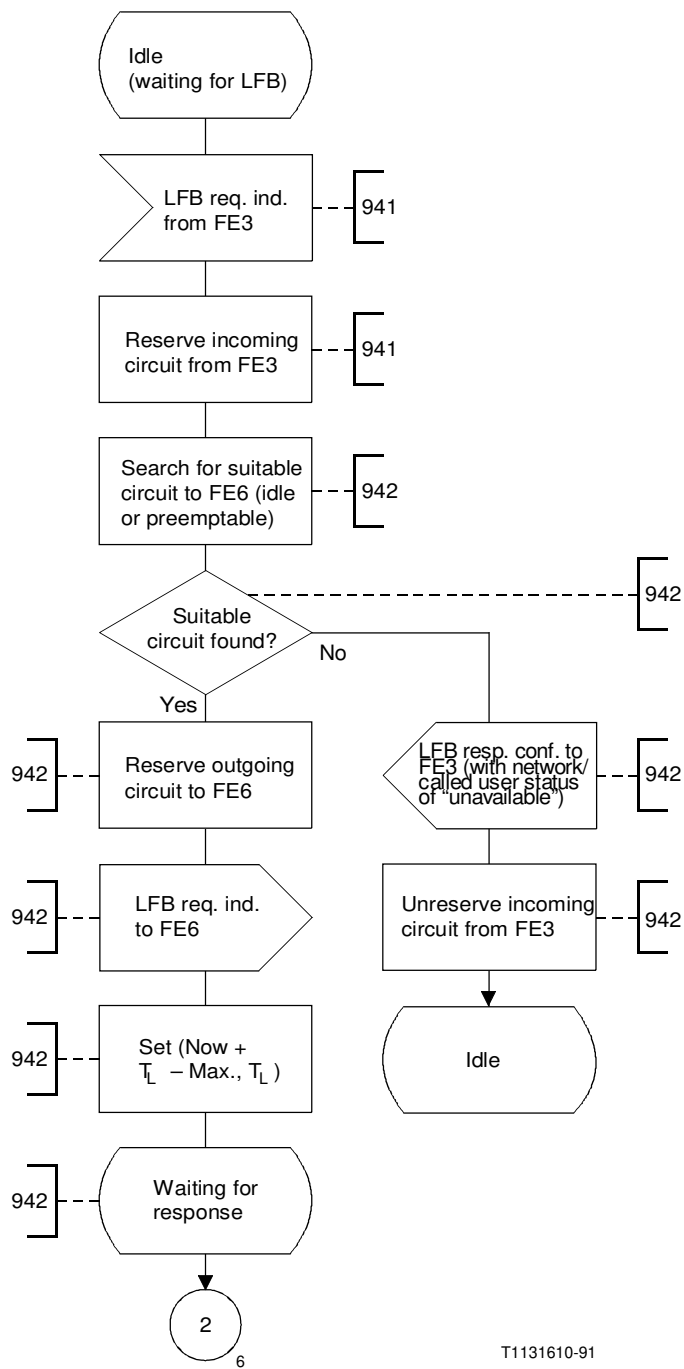 Idle
(waiting for LFB)
LFB req. ind.
from FE3
941
Reserve incoming
circuit from FE3
941
Search for suitable
circuit to FE6 (idle
or preemptable)
942
942
Suitable
circuit found?
No
Yes
942
Reserve outgoing
circuit to FE6
LFB resp. conf. to
FE3 (with network/
called user status
of "unavailable")
942
942
LFB req. ind.
to FE6
Unreserve incoming
circuit from FE3
942
942
Set (Now +
TL – Max., TL )
Idle
942
Waiting for
response
2
6
T1131610-91